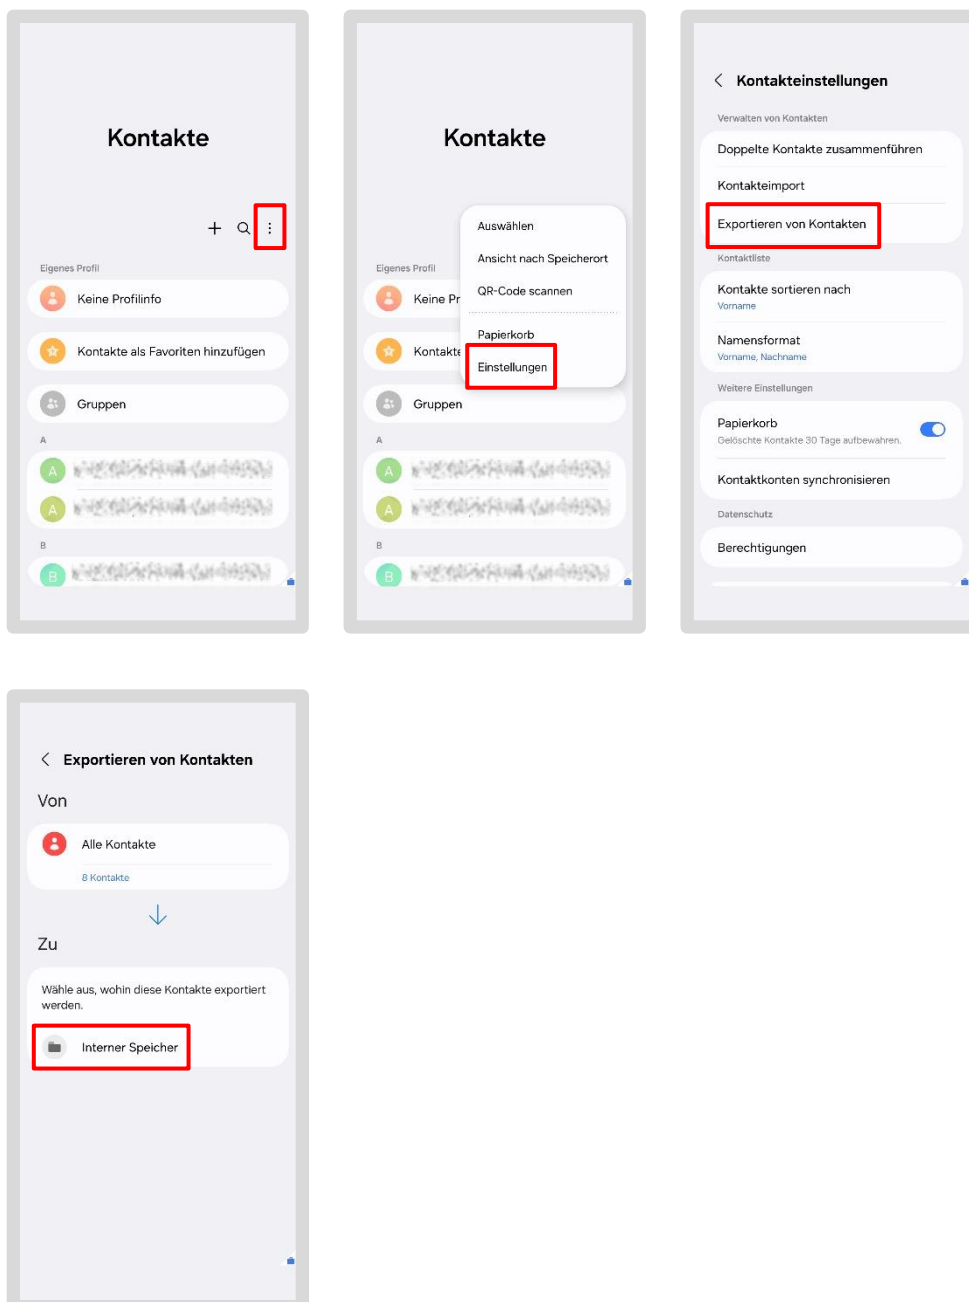 Kontakte
Eigenes Profil
Keine Profilinfo
Kontakte als Favoriten hinzufügen
Gruppen
A
A
A
B
B
Kontakte
Auswählen
Ansicht nach Speicherort
QR-Code scannen
Papierkorb
Einstellungen
Eigenes Profil
Keine Pr
Kontakte
Gruppen
A
A
A
B
B
Kontakteinstellungen
Verwalten von Kontakten
Doppelte Kontakte zusammenführen
Kontakteimport
Exportieren von Kontakten
Kontaktliste
Kontakte sortieren nach
Vorname
Namensformat
Vorname, Nachname
Weitere Einstellungen
Papierkorb
Gelöschte Kontakte 30 Tage aufbewahren.
Kontaktkonten synchronisieren
Datenschutz
Berechtigungen
Exportieren von Kontakten
Von
Alle Kontakte
8 Kontakte
Zu
Wähle aus, wohin diese Kontakte exportiert
werden.
Interner Speicher